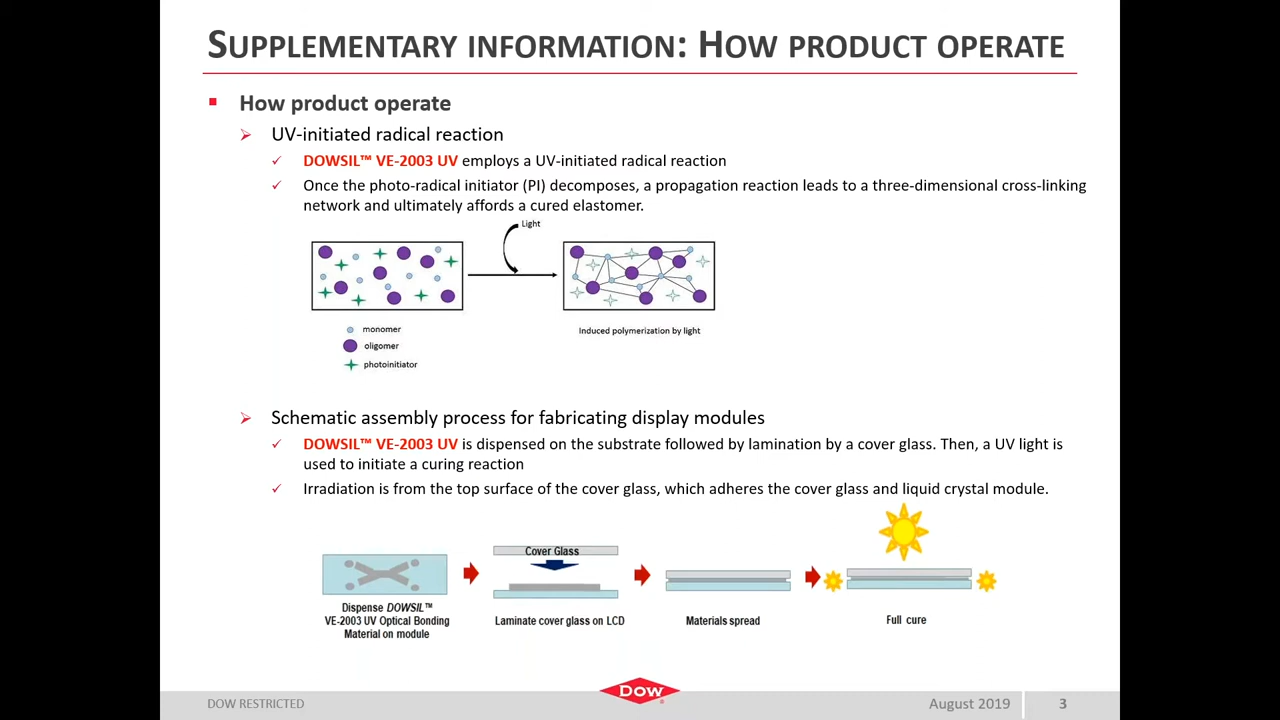 SUPPLEMENTARY INFORMATION: HOW PRODUCT OPERATE
How product operate
UV-initiated radical reaction
DOWSIL™ VE-2003 UV employs a UV-initiated radical reaction
Once the photo-radical initiator (PI) decomposes, a propagation reaction leads to a three-dimensional cross-linking
network and ultimately affords a cured elastomer.
Light
monomer
oligomer
photoinitiator
Induced polymerization by light
Schematic assembly process for fabricating display modules
DOWSIL™ VE-2003 UV is dispensed on the substrate followed by lamination by a cover glass. Then, a UV light is
used to initiate a curing reaction
Irradiation is from the top surface of the cover glass, which adheres the cover glass and liquid crystal module.
Cover Glass
Dispense DOWSIL™
VE-2003 UV Optical Bonding
Material on module
Laminate cover glass on LCD
Materials spread
Full cure
DOW RESTRICTED
Dow
August 2019
3